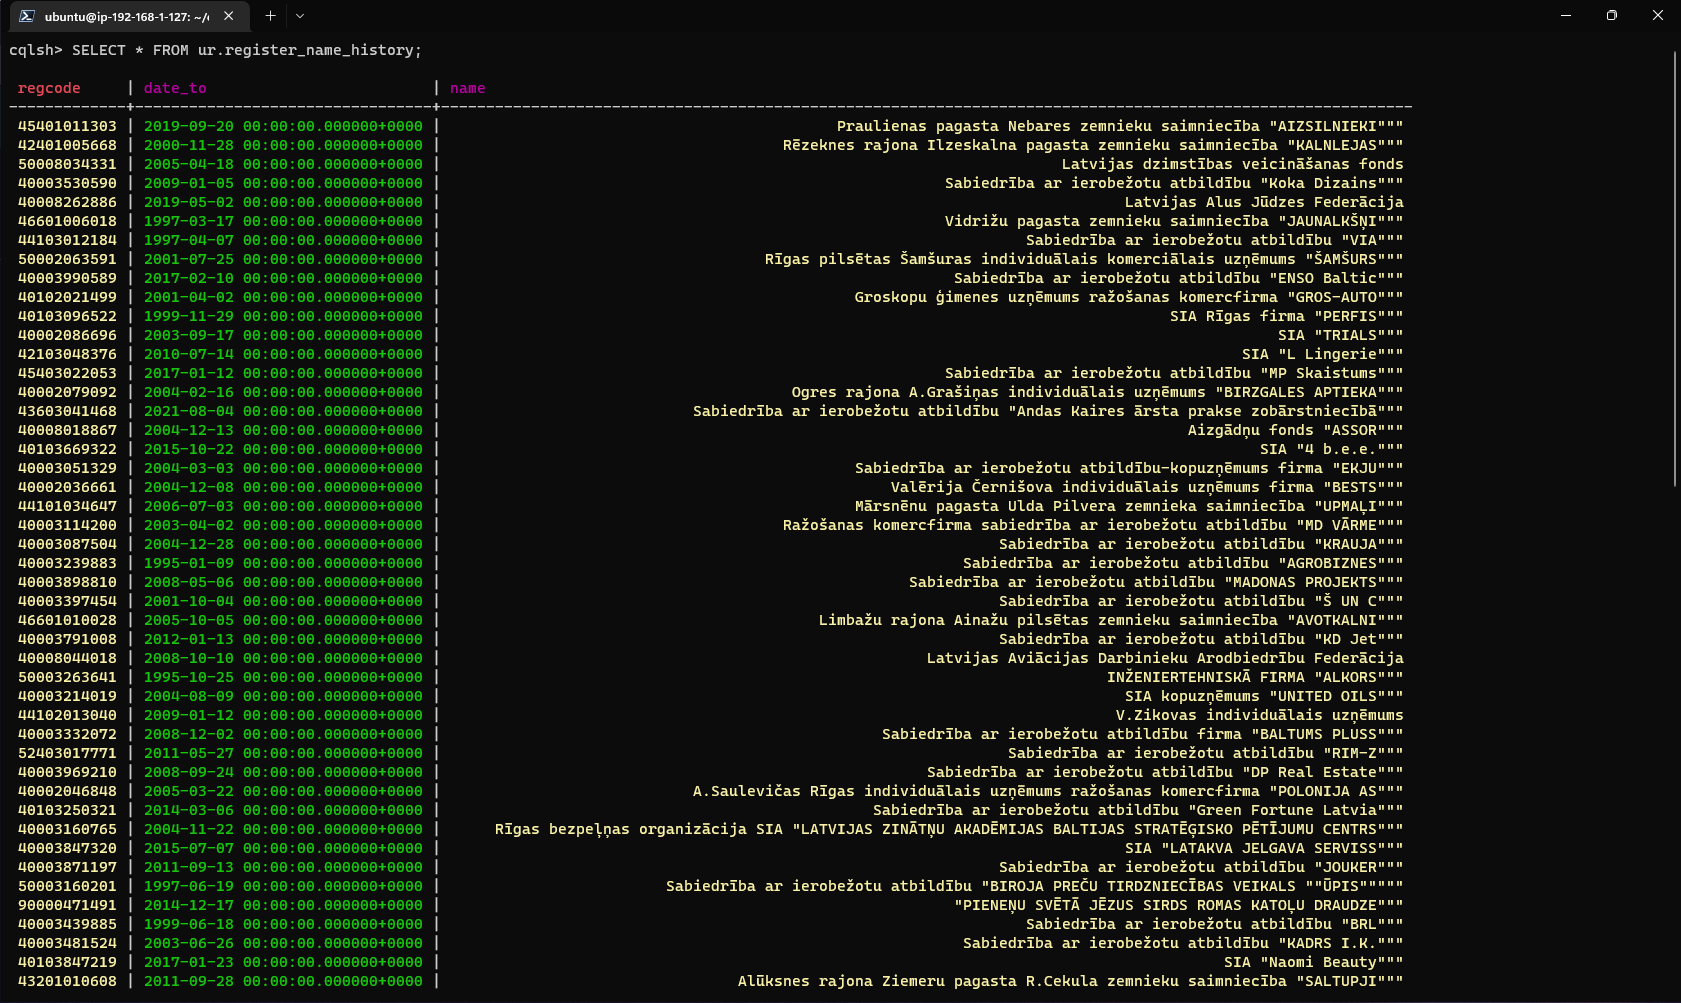 ubuntu@ip-192-168-1-127: ~/
cqlsh> SELECT * FROM ur.register_name_history;
regcode | date_to | name
45401011303 | 2019-09-20 00:00:00.000000+0000 | Praulienas pagasta Nebares zemnieku saimniecība "AIZSILNIEKI"""
42401005668 | 2000-11-28 00:00:00.000000+0000 | Rēzeknes rajona Ilzeskalna pagasta zemnieku saimniecība "KALNLEJAS"""
50008034331 | 2005-04-18 00:00:00.000000+0000 | Latvijas dzimstības veicināšanas fonds
40003530590 | 2009-01-05 00:00:00.000000+0000 | Sabiedrība ar ierobežotu atbildību "Koka Dizains"""
40008262886 | 2019-05-02 00:00:00.000000+0000 | Latvijas Alus Jūdzes Federācija
46601006018 | 1997-03-17 00:00:00.000000+0000 | Vidrižu pagasta zemnieku saimniecība "JAUNALKŠŅI"""
44103012184 | 1997-04-07 00:00:00.000000+0000 | Sabiedrība ar ierobežotu atbildību "VIA"""
50002063591 | 2001-07-25 00:00:00.000000+0000 | Rīgas pilsētas Šamšuras individuālais komerciālais uzņēmums "ŠAMŠURS"""
40003990589 | 2017-02-10 00:00:00.000000+0000 | Sabiedrība ar ierobežotu atbildību "ENSO Baltic"""
40102021499 | 2001-04-02 00:00:00.000000+0000 | Groskopu ģimenes uzņēmums ražošanas komercfirma "GROS-AUTO"""
40103096522 | 1999-11-29 00:00:00.000000+0000 | SIA Rīgas firma "PERFIS"""
40002086696 | 2003-09-17 00:00:00.000000+0000 | SIA "TRIALS"""
42103048376 | 2010-07-14 00:00:00.000000+0000 | SIA "L Lingerie"""
45403022053 | 2017-01-12 00:00:00.000000+0000 | Sabiedrība ar ierobežotu atbildību "MP Skaistums"""
40002079092 | 2004-02-16 00:00:00.000000+0000 | Ogres rajona A.Grašiņas individuālais uzņēmums "BIRZGALES APTIEKA"""
43603041468 | 2021-08-04 00:00:00.000000+0000 | Sabiedrība ar ierobežotu atbildību "Andas Kaires ārsta prakse zobārstniecībā"""
40008018867 | 2004-12-13 00:00:00.000000+0000 | Aizgādņu fonds "ASSOR"""
40103669322 | 2015-10-22 00:00:00.000000+0000 | SIA "4 b.e.e."""
40003051329 | 2004-03-03 00:00:00.000000+0000 | Sabiedrība ar ierobežotu atbildību-kopuzņēmums firma "EKJU"""
40002036661 | 2004-12-08 00:00:00.000000+0000 | Valērija Černišova individuālais uzņēmums firma "BESTS"""
44101034647 | 2006-07-03 00:00:00.000000+0000 | Mārsnēnu pagasta Ulda Pilvera zemnieka saimniecība "UPMAĻI"""
40003114200 | 2003-04-02 00:00:00.000000+0000 | Ražošanas komercfirma sabiedrība ar ierobežotu atbildību "MD VĀRME"""
40003087504 | 2004-12-28 00:00:00.000000+0000 | Sabiedrība ar ierobežotu atbildību "KRAUJA"""
40003239883 | 1995-01-09 00:00:00.000000+0000 | Sabiedrība ar ierobežotu atbildību "AGROBIZNES"""
40003898810 | 2008-05-06 00:00:00.000000+0000 | Sabiedrība ar ierobežotu atbildību "MADONAS PROJEKTS"""
40003397454 | 2001-10-04 00:00:00.000000+0000 | Sabiedrība ar ierobežotu atbildību "Š UN C"""
46601010028 | 2005-10-05 00:00:00.000000+0000 | Limbažu rajona Ainažu pilsētas zemnieku saimniecība "AVOTKALNI"""
40003791008 | 2012-01-13 00:00:00.000000+0000 | Sabiedrība ar ierobežotu atbildību "KD Jet"""
40008044018 | 2008-10-10 00:00:00.000000+0000 | Latvijas Aviācijas Darbinieku Arodbiedrību Federācija
50003263641 | 1995-10-25 00:00:00.000000+0000 | INŽENIERTEHNISKĀ FIRMA "ALKORS"""
40003214019 | 2004-08-09 00:00:00.000000+0000 | SIA kopuzņēmums "UNITED OILS"""
44102013040 | 2009-01-12 00:00:00.000000+0000 | V.Zikovas individuālais uzņēmums
40003332072 | 2008-12-02 00:00:00.000000+0000 | Sabiedrība ar ierobežotu atbildību firma "BALTUMS PLUSS"""
52403017771 | 2011-05-27 00:00:00.000000+0000 | Sabiedrība ar ierobežotu atbildību "RIM-Z"""
40003969210 | 2008-09-24 00:00:00.000000+0000 | Sabiedrība ar ierobežotu atbildību "DP Real Estate"""
40002046848 | 2005-03-22 00:00:00.000000+0000 | A.Saulevičas Rīgas individuālais uzņēmums ražošanas komercfirma "POLONIJA AS"""
40103250321 | 2014-03-06 00:00:00.000000+0000 | Sabiedrība ar ierobežotu atbildību "Green Fortune Latvia"""
40003160765 | 2004-11-22 00:00:00.000000+0000 | Rīgas bezpeļņas organizācija SIA "LATVIJAS ZINĀTŅU AKADĒMIJAS BALTIJAS STRATĒĢISKO PĒTĪJUMU CENTRS"""
40003847320 | 2015-07-07 00:00:00.000000+0000 | SIA "LATAKVA JELGAVA SERVISS"""
40003871197 | 2011-09-13 00:00:00.000000+0000 | Sabiedrība ar ierobežotu atbildību "JOUKER"""
50003160201 | 1997-06-19 00:00:00.000000+0000 | Sabiedrība ar ierobežotu atbildību "BIROJA PREČU TIRDZNIECĪBAS VEIKALS ""ŪPIS"""""
90000471491 | 2014-12-17 00:00:00.000000+0000 | "PIENEŅU SVĒTĀ JĒZUS SIRDS ROMAS KATOĻU DRAUDZE"""
40003439885 | 1999-06-18 00:00:00.000000+0000 | Sabiedrība ar ierobežotu atbildību "BRL"""
40003481524 | 2003-06-26 00:00:00.000000+0000 | Sabiedrība ar ierobežotu atbildību "KADRS I.K."""
40103847219 | 2017-01-23 00:00:00.000000+0000 | SIA "Naomi Beauty"""
43201010608 | 2011-09-28 00:00:00.000000+0000 | Alūksnes rajona Ziemeru pagasta R.Cekula zemnieku saimniecība "SALTUPJI"""